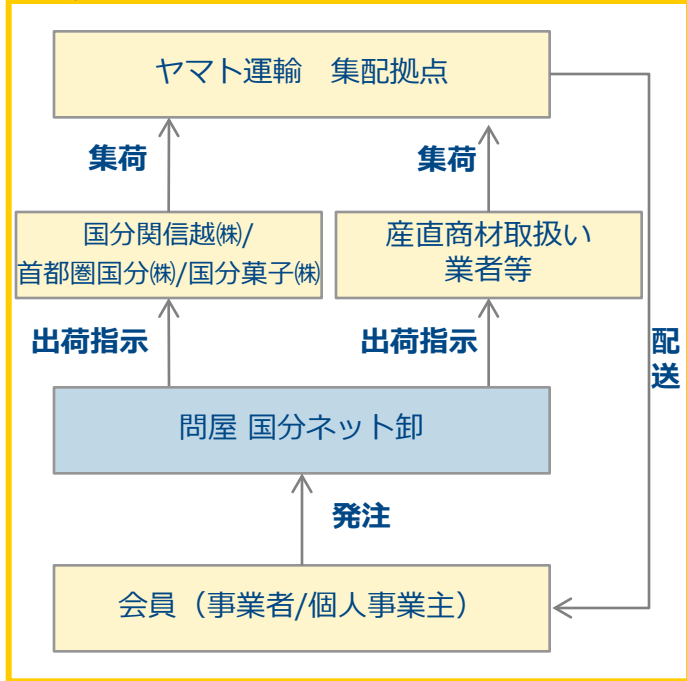 ヤマト運輸　集配拠点
集荷
集荷
国分関信越㈱/
首都圏国分㈱/国分菓子㈱
産直商材取扱い
業者等
出荷指示
出荷指示
配
送
問屋 国分ネット卸
発注
会員（事業者/個人事業主）